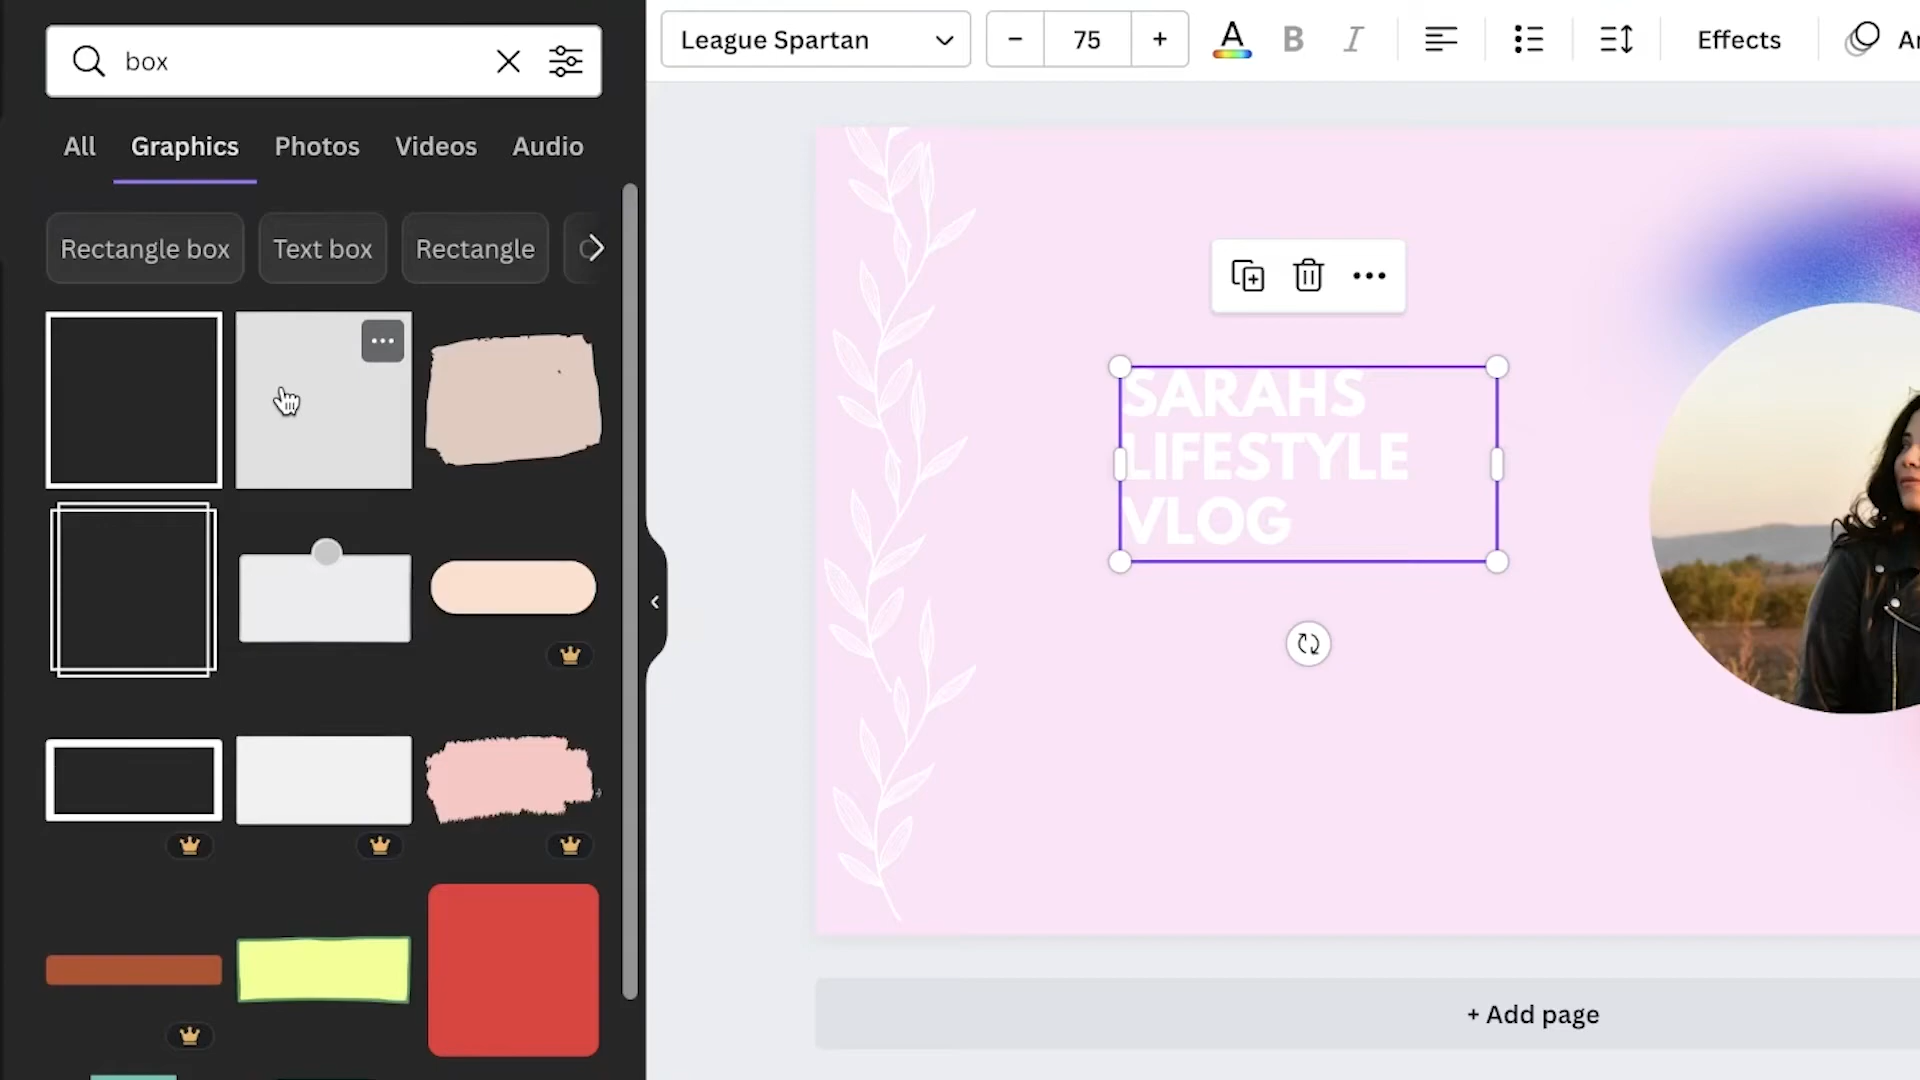 box
League Spartan
75
A
B
I
Effects
All
Graphics
Photos
Videos
Audio
Rectangle box
Text box
Rectangle
SARAHS
LIFESTYLE
VLOG
+ Add page